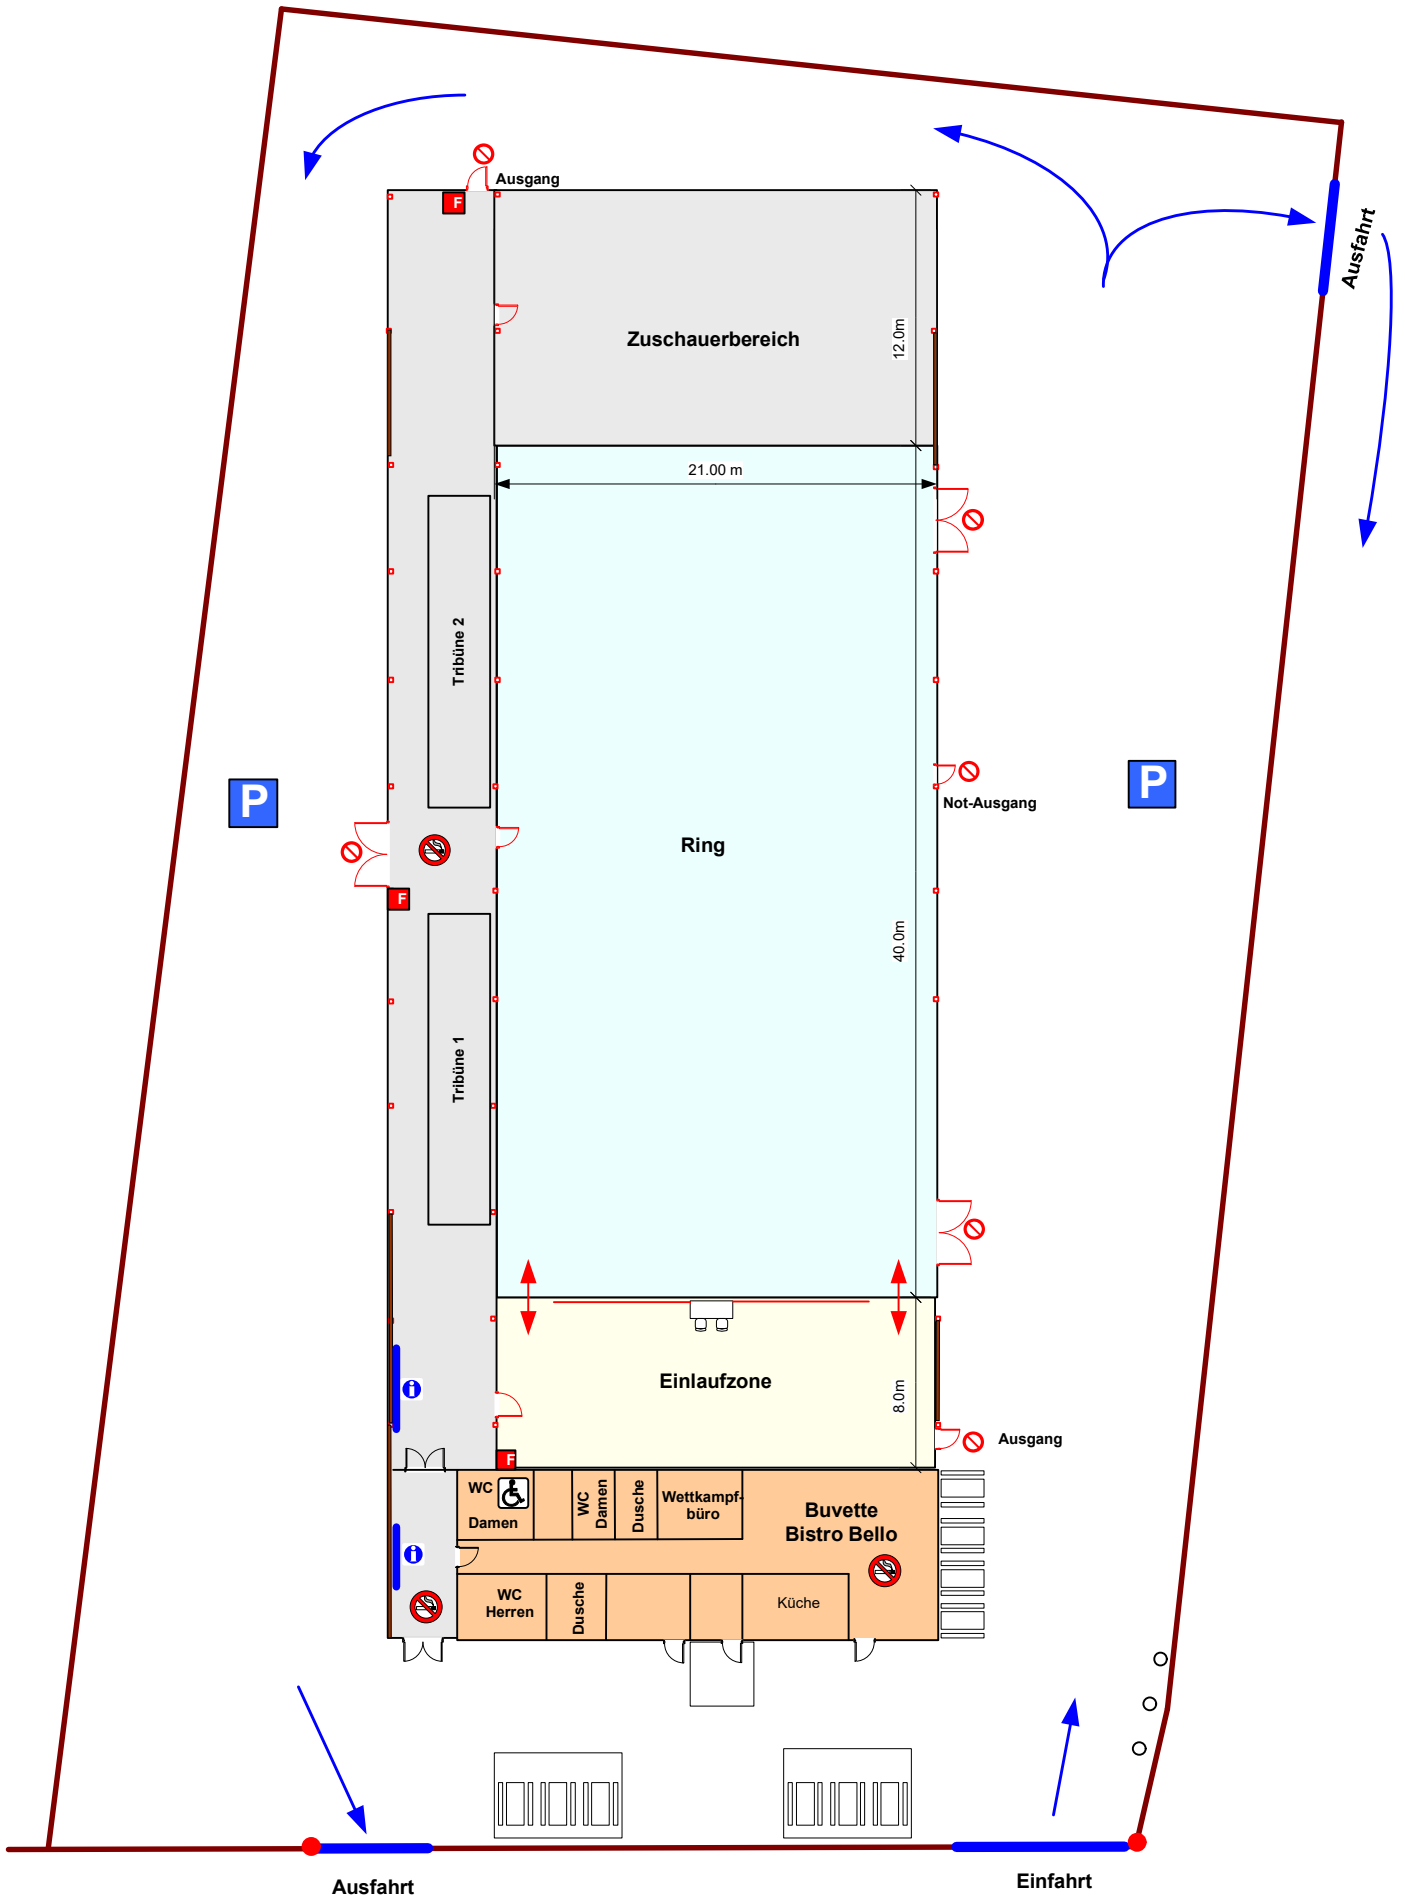 Ausgang
F
Ausfahrt
Zuschauerbereich
12.0m
21.00 m
Tribüne 2
P
P
Not-Ausgang
Ring
F
40.0m
Tribüne 1
Einlaufzone
8.0m
i
Ausgang
F
WC
Damen
WC
Damen
Dusche
Wettkampf-
büro
Buvette
Bistro Bello
i
WC
Herren
Dusche
Küche
Ausfahrt
Einfahrt